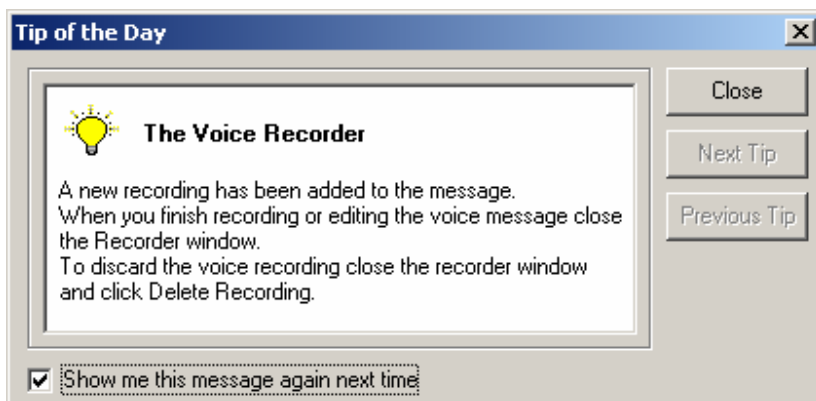 Tip of the Day
Close
The Voice Recorder
Next Tip
A new recording has been added to the message.
When you finish recording or editing the voice message close
the Recorder window.
Previous Tip
To discard the voice recording close the recorder window
and click Delete Recording.
Show me this message again next time